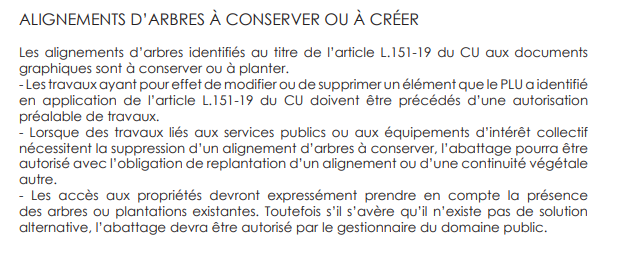 ALIGNEMENTS D’ARBRES À CONSERVER OU À CRÉER
Les alignements d’arbres identifiés au titre de l’article L.151-19 du CU aux documents
graphiques sont à conserver ou à planter.
- Les travaux ayant pour effet de modifier ou de supprimer un élément que le PLU a identifié
en application de l’article L.151-19 du CU doivent être précédés d’une autorisation
préalable de travaux.
- Lorsque des travaux liés aux services publics ou aux équipements d’intérêt collectif
nécessitent la suppression d’un alignement d’arbres à conserver, l’abattage pourra être
autorisé avec l’obligation de replantation d’un alignement ou d’une continuité végétale
autre.
- Les accès aux propriétés devront expressément prendre en compte la présence
des arbres ou plantations existantes. Toutefois s’il s’avère qu’il n’existe pas de solution
alternative, l’abattage devra être autorisé par le gestionnaire du domaine public.